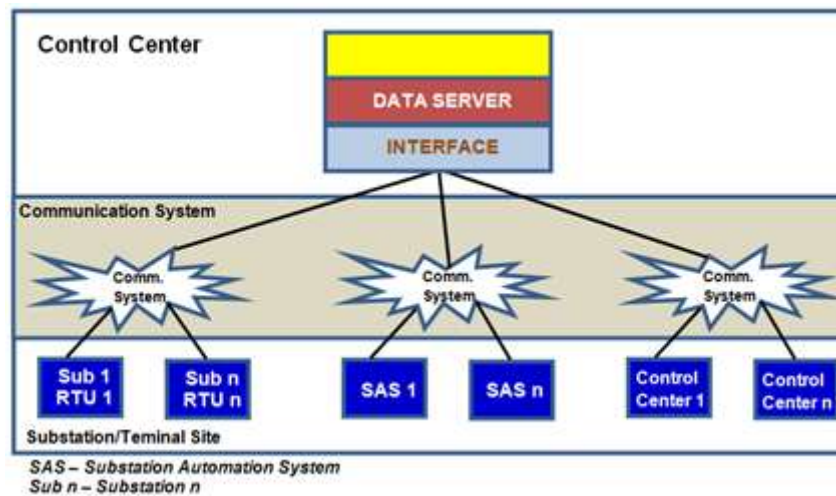 Control Center
DATA SERVER
INTERFACE
Communication System
Comm.
System
Comm.
System
Comm.
System
Sub 1
RTU 1
Sub n
RTU n
SAS 1
SAS n
Control
Center 1
Control
Center n
Substation/Teminal Site
SAS – Substation Automation System
Sub n – Substation n